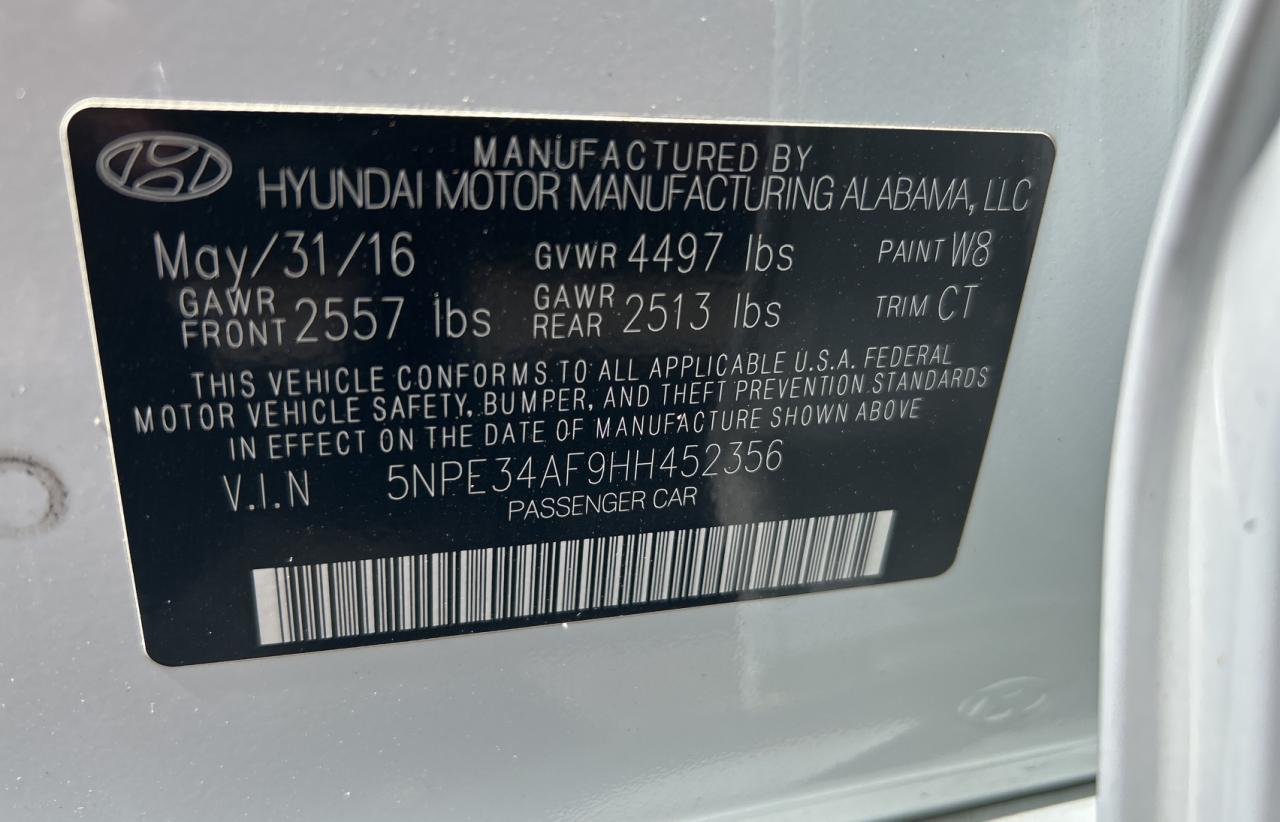 MANUFACTURED BY
HYUNDAI MOTOR MANUFACTURING ALABAMA, LLC
May/31/16 GVWR 4497 lbs PAINT W8
GAWR FRONT 2557 lbs GAWR REAR 2513 lbs TRIM CT
THIS VEHICLE CONFORMS TO ALL APPLICABLE U.S.A. FEDERAL
MOTOR VEHICLE SAFETY, BUMPER, AND THEFT PREVENTION STANDARDS
IN EFFECT ON THE DATE OF MANUFACTURE SHOWN ABOVE
V.I.N 5NPE34AF9HH452356
PASSENGER CAR